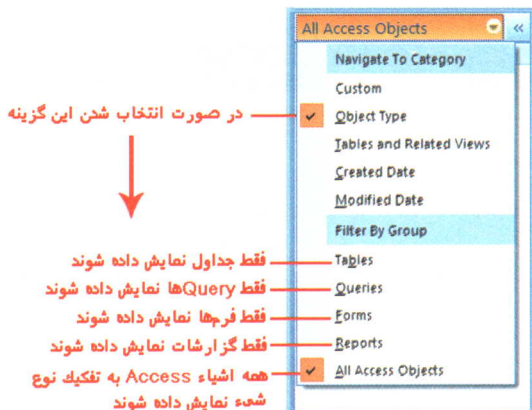 All Access Objects «
Navigate To Category
Custom
در صورت انتخاب شدن این گزینه
Object Type
Tables and Related Views
Created Date
Modified Date
Filter By Group
فقط جداول نمایش داده شوند
Tables
فقط Queryها نمایش داده شوند
Queries
فقط فرم‌ها نمایش داده شوند
Forms
فقط گزارشات نمایش داده شوند
Reports
همه اشیاء Access به تفکیک نوع
شیء نمایش داده شوند
All Access Objects